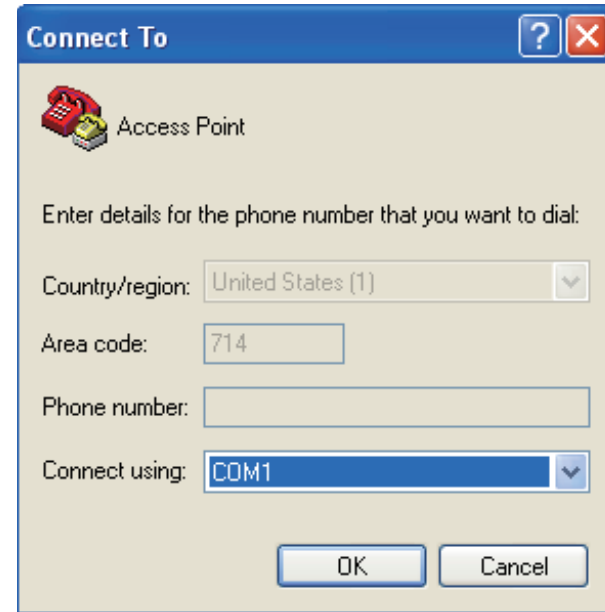 Connect To
Access Point
Enter details for the phone number that you want to dial:
Country/region: United States (1)
Area code: 714
Phone number:
Connect using: COM1
OK Cancel